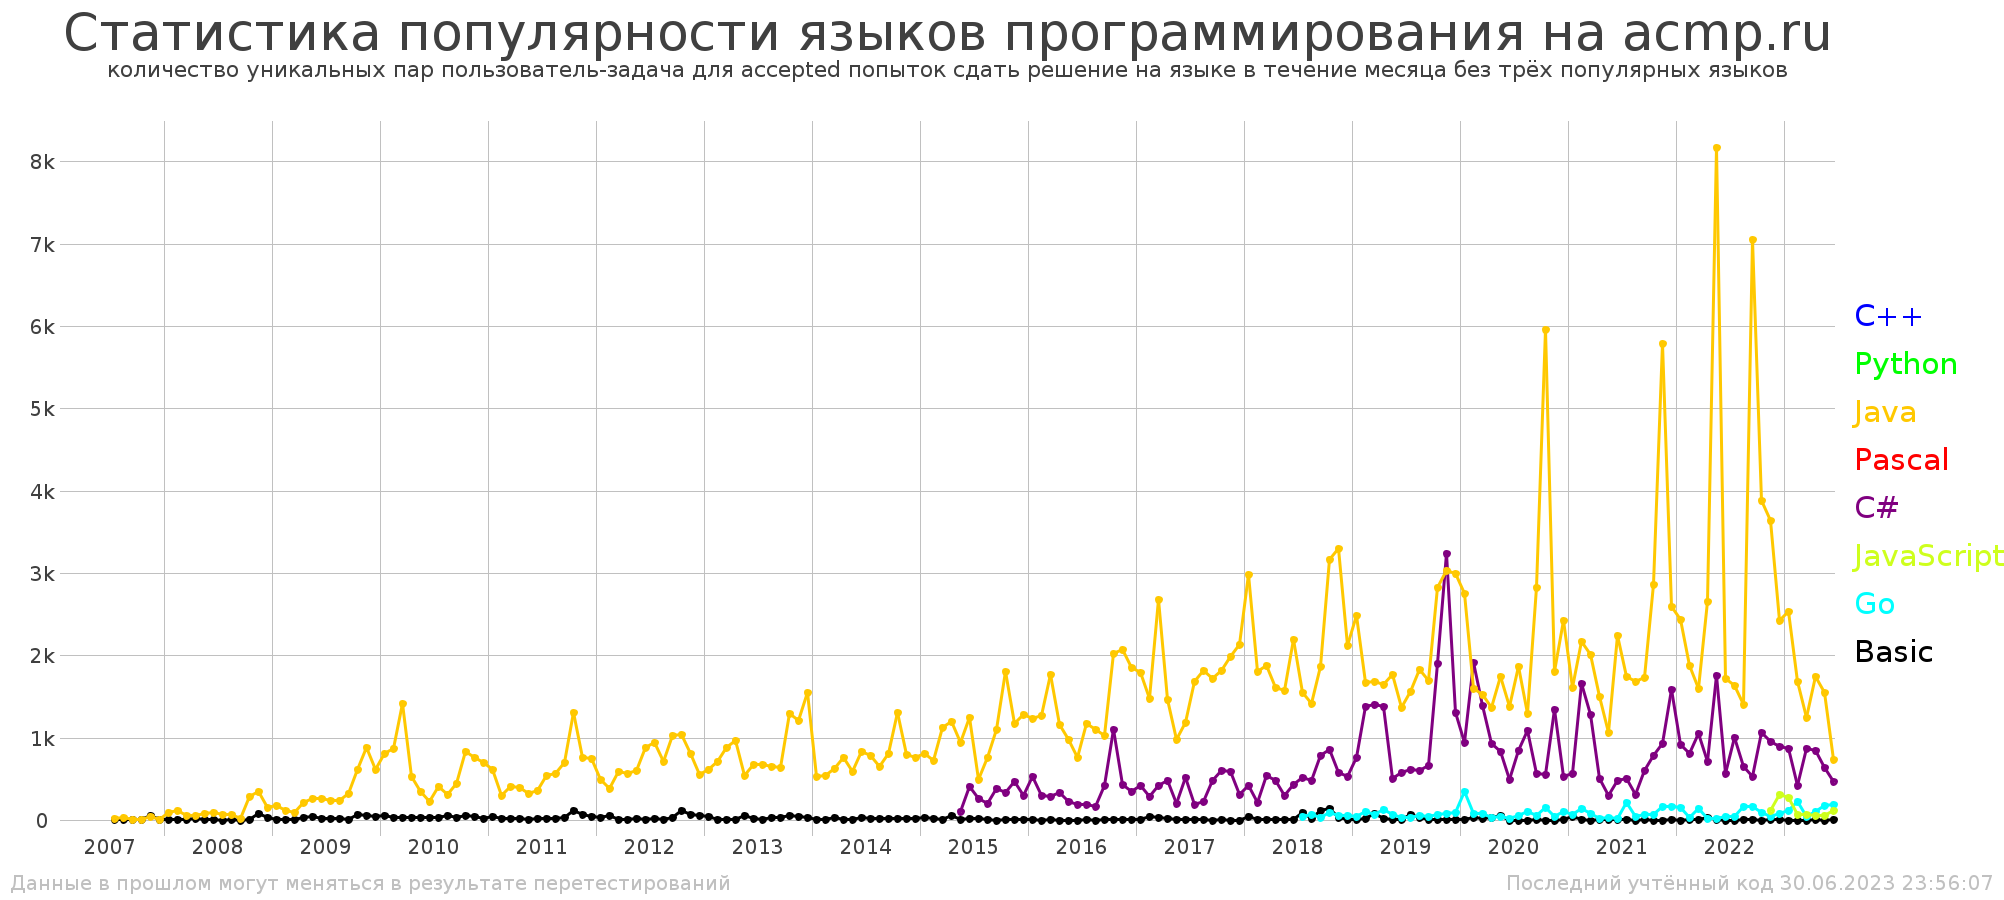 Статистика популярности языков программирования на acmp.ru
количество уникальных пар пользователь-задача для accepted попыток сдать решение на языке в течение месяца без трёх популярных языков
8k
7k
6k
5k
4k
3k
2k
1k
0
C++
Python
Java
Pascal
C#
JavaScript
Go
Basic
2007 2008 2009 2010 2011 2012 2013 2014 2015 2016 2017 2018 2019 2020 2021 2022
Данные в прошлом могут меняться в результате перетестирований
Последний учтённый код 30.06.2023 23:56:07